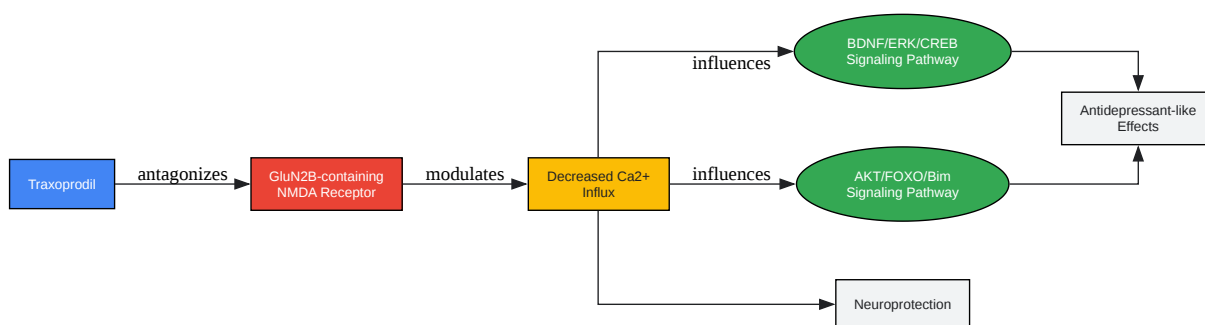 Traxoprodil
antagonizes
GluN2B-containing
NMDA Receptor
modulates
Decreased Ca2+
Influx
influences
BDNF/ERK/CREB
Signaling Pathway
influences
AKT/FOXO/Bim
Signaling Pathway
Antidepressant-like
Effects
Neuroprotection